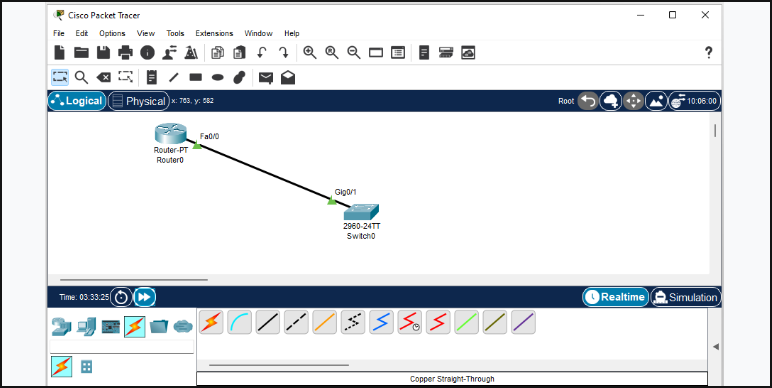 Cisco Packet Tracer
File Edit Options View Tools Extensions Window Help
?
Logical Physical x: 763, y: 582 Root 10:06:00
Fa0/0
Router-PT
Router0
Gig0/1
2960-24TT
Switch0
Time: 03:33:25 Realtime Simulation
Copper Straight-Through